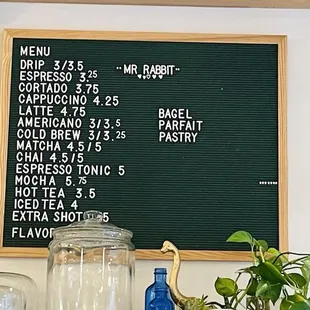 MENU
DRIP 3/3.5
ESPRESSO 3.25
CORTADO 3.75
CAPPUCCINO 4.25
LATTE 4.75
AMERICANO 3/3.5
COLD BREW 3/3.25
MATCHA 4.5/5
CHAI 4.5/5
ESPRESSO TONIC 5
MOCHA 5.75
HOT TEA 3.5
ICED TEA 4
EXTRA SHOT
FLAVOR
MR RABBIT
BAGEL
PARFAIT
PASTRY